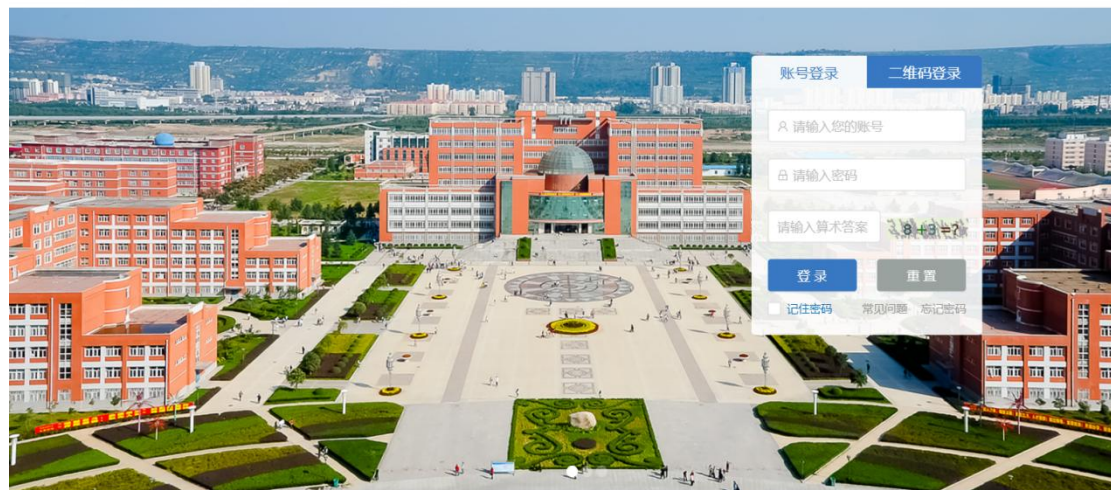 账号登录 二维码登录
请输入您的账号
请输入密码
请输入算术答案 8+3=?
登 录 重 置
记住密码 常见问题 忘记密码